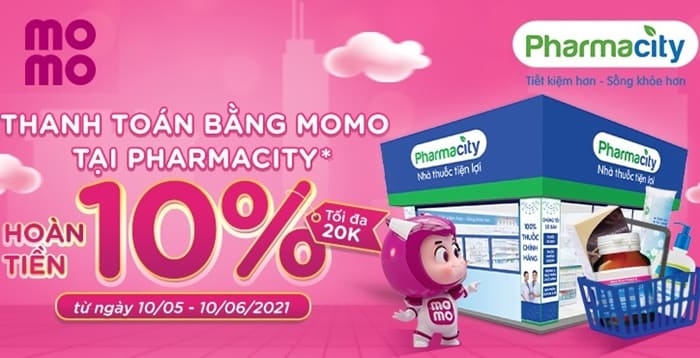 mo
mo
Pharmacity
Tiết kiệm hơn - Sống khỏe hơn
THANH TOÁN BẰNG MOMO
TẠI PHARMACITY*
HOÀN
TIỀN
10%
Tối đa
20K
từ ngày 10/05 - 10/06/2021
Pharmacity
Nhà thuốc tiện lợi
Pharmacity
Nhà thuốc tiện lợi
100%
THUỐC
CHÍNH
HÃNG
mo
mo